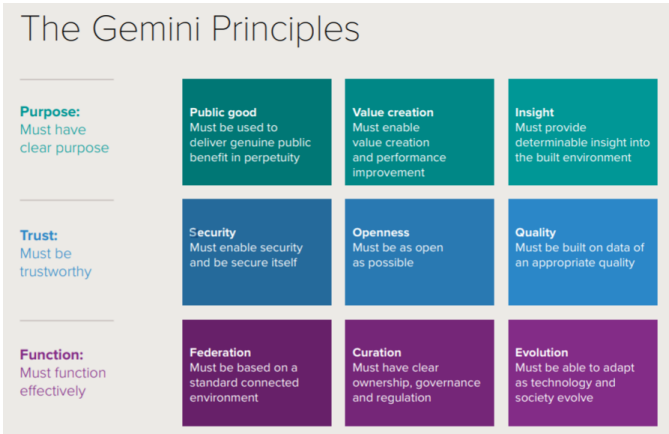 The Gemini Principles
Purpose:
Must have
clear purpose
Public good
Must be used to
deliver genuine public
benefit in perpetuity
Value creation
Must enable
value creation
and performance
improvement
Insight
Must provide
determinable insight into
the built environment
Trust:
Must be
trustworthy
Security
Must enable security
and be secure itself
Openness
Must be as open
as possible
Quality
Must be built on data of
an appropriate quality
Function:
Must function
effectively
Federation
Must be based on a
standard connected
environment
Curation
Must have clear
ownership, governance
and regulation
Evolution
Must be able to adapt
as technology and
society evolve